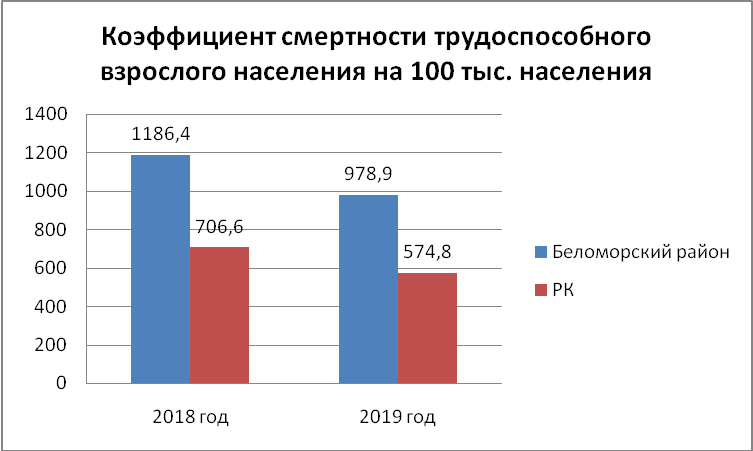 Коэффициент смертности трудоспособного
взрослого населения на 100 тыс. населения
1400
1200
1000
800
600
400
200
0
1186,4
706,6
978,9
574,8
2018 год
2019 год
Беломорский район
РК